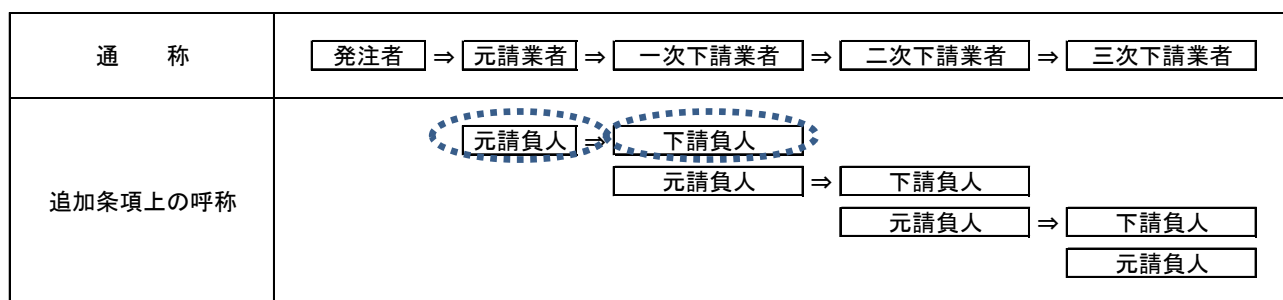 通　　称
発注者 ⇒ 元請業者 ⇒ 一次下請業者 ⇒ 二次下請業者 ⇒ 三次下請業者
追加条項上の呼称
元請負人 ⇒ 下請負人
元請負人 ⇒ 下請負人
元請負人 ⇒ 下請負人
元請負人